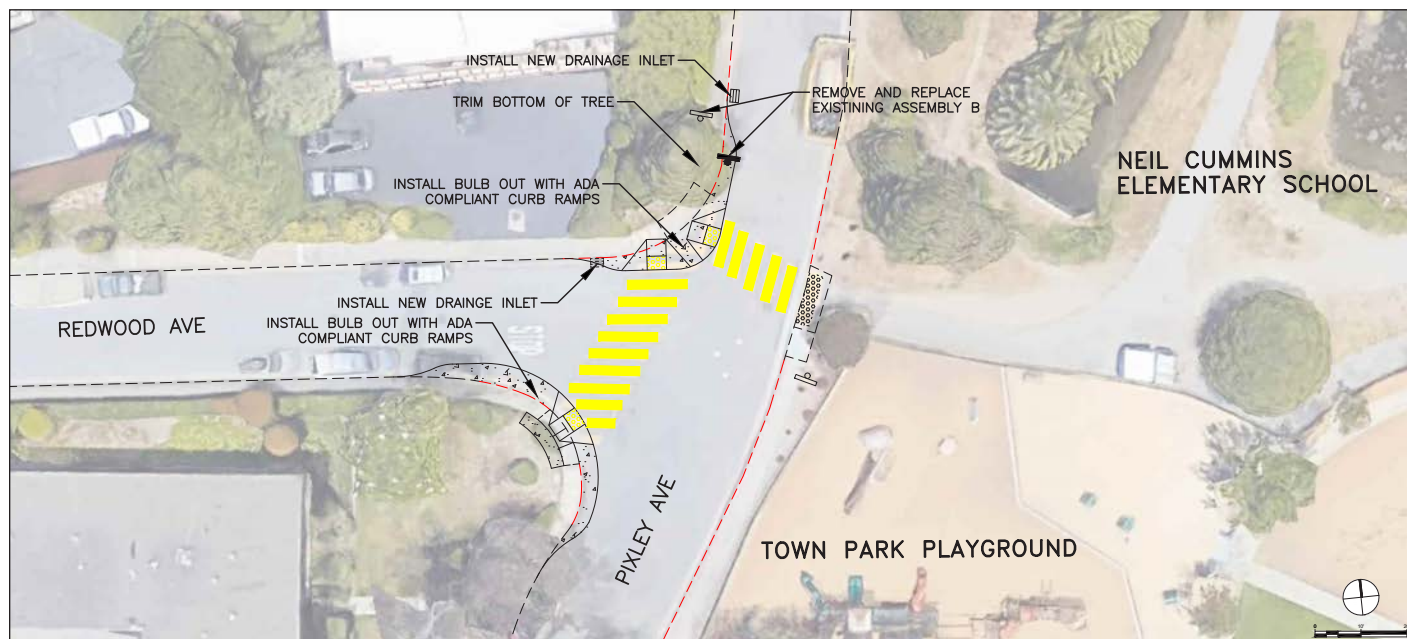 INSTALL NEW DRAINAGE INLET
TRIM BOTTOM OF TREE
REMOVE AND REPLACE
EXISTINING ASSEMBLY B
NEIL CUMMINS
ELEMENTARY SCHOOL
INSTALL BULB OUT WITH ADA
COMPLIANT CURB RAMPS
INSTALL NEW DRAINGE INLET
REDWOOD AVE
INSTALL BULB OUT WITH ADA
COMPLIANT CURB RAMPS
STOP
PIXLEY AVE
TOWN PARK PLAYGROUND